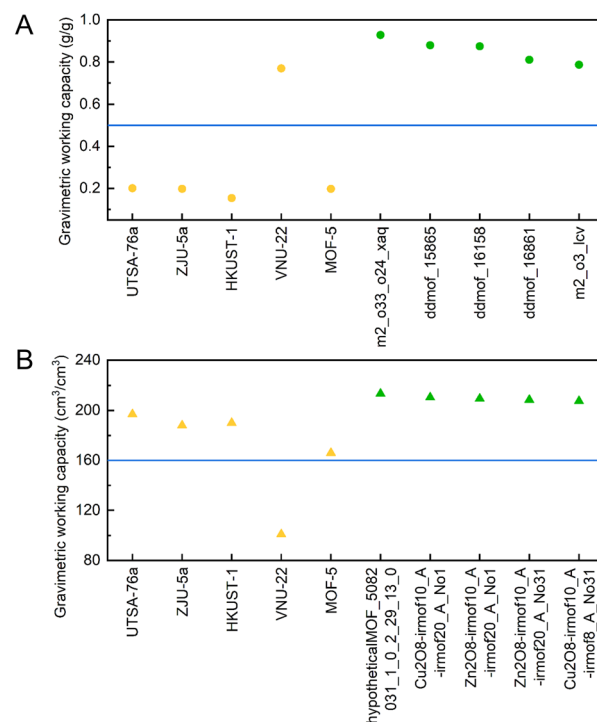 A
Gravimetric working capacity (g/g)
1.0
0.8
0.6
0.4
0.2
UTSA-76a
ZJU-5a
HKUST-1
VNU-22
MOF-5
m2_o33_o24_xaq
ddmof_15865
ddmof_16158
ddmof_16861
m2_o3_lcv
B
Gravimetric working capacity (cm³/cm³)
240
200
160
120
80
UTSA-76a
ZJU-5a
HKUST-1
VNU-22
MOF-5
hypotheticalMOF_5082
031_1_0_2_29_13_0
Cu2O8-irmof10_A
-irmof20_A_No1
Zn2O8-irmof10_A
-irmof20_A_No1
Zn2O8-irmof10_A
-irmof20_A_No31
Cu2O8-irmof10_A
-irmof8_A_No31